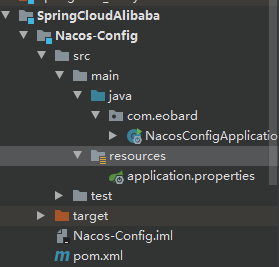 SpringCloudAlibaba
Nacos-Config
src
main
java
com.eobard
NacosConfigApplicatio
resources
application.properties
test
target
Nacos-Config.iml
pom.xml